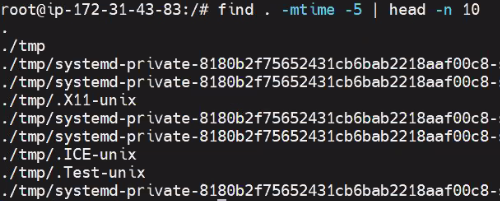 root@ip-172-31-43-83:/# find . -mtime -5 | head -n 10
.
./tmp
./tmp/systemd-private-8180b2f75652431cb6bab2218aaf00c8-s
./tmp/systemd-private-8180b2f75652431cb6bab2218aaf00c8-s
./tmp/.X11-unix
./tmp/systemd-private-8180b2f75652431cb6bab2218aaf00c8-s
./tmp/systemd-private-8180b2f75652431cb6bab2218aaf00c8-s
./tmp/.ICE-unix
./tmp/.Test-unix
./tmp/systemd-private-8180b2f75652431cb6bab2218aaf00c8-s